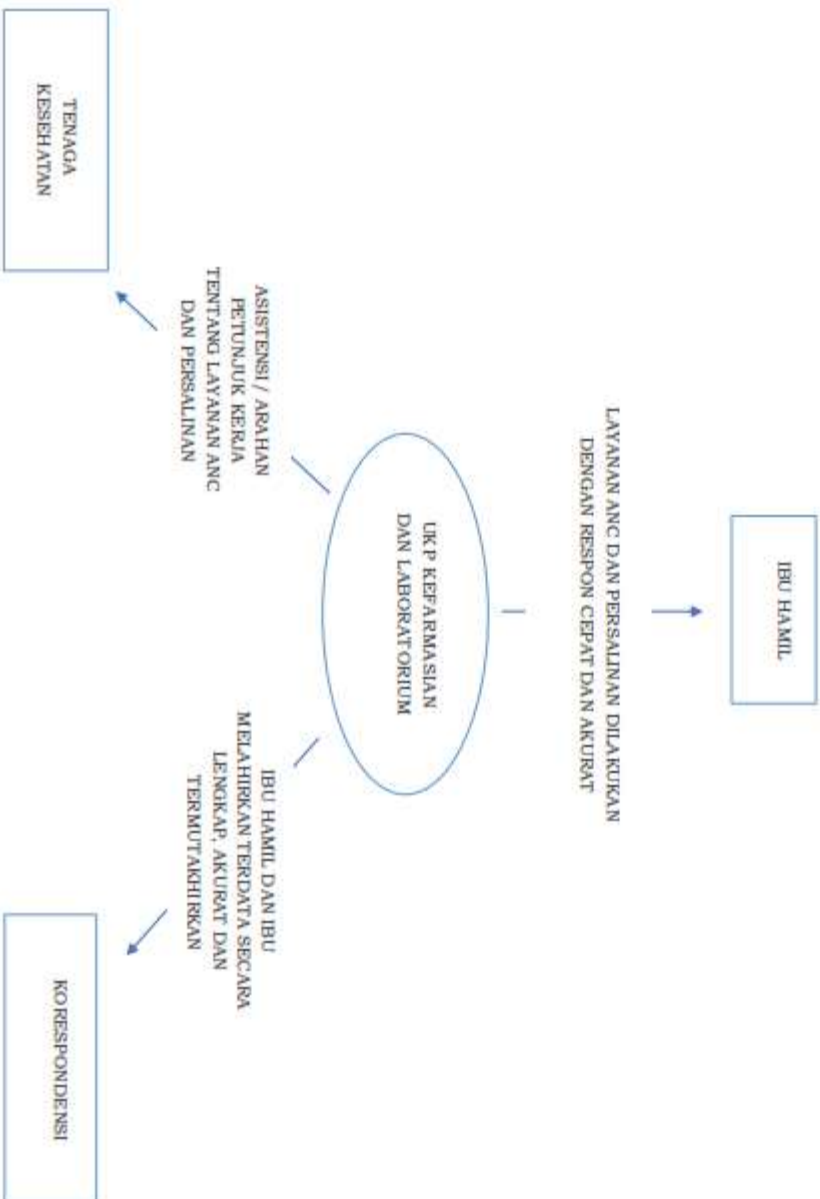 IBU HAMIL
LAYANAN ANC DAN PERSALINAN DILAKUKAN
DENGAN RESPON CEPAT DAN AKURAT
UKP KEFARMASIAN
DAN LABORATORIUM
ASISTENSI / ARAHAN
PETUNJUK KERJA
TENTANG LAYANAN ANC
DAN PERSALINAN
IBU HAMIL DAN IBU
MELAHIRKAN TERDATA SECARA
LENGKAP, AKURAT DAN
TERMUTAKHIRKAN
TENAGA
KESEHATAN
KORESPONDENSI